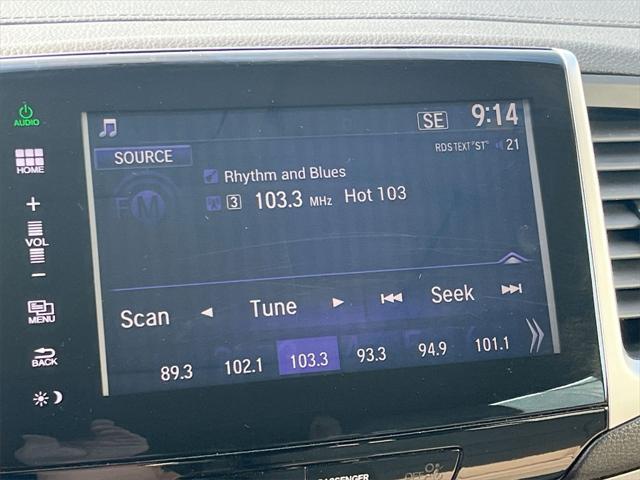 AUDIO
HOME
+
VOL
–
MENU
BACK
SE 9:14
SOURCE
RDS TEXT "ST" 21
Rhythm and Blues
FM
3 103.3 MHz Hot 103
Scan Tune Seek
89.3 102.1 103.3 93.3 94.9 101.1
PASSENGER